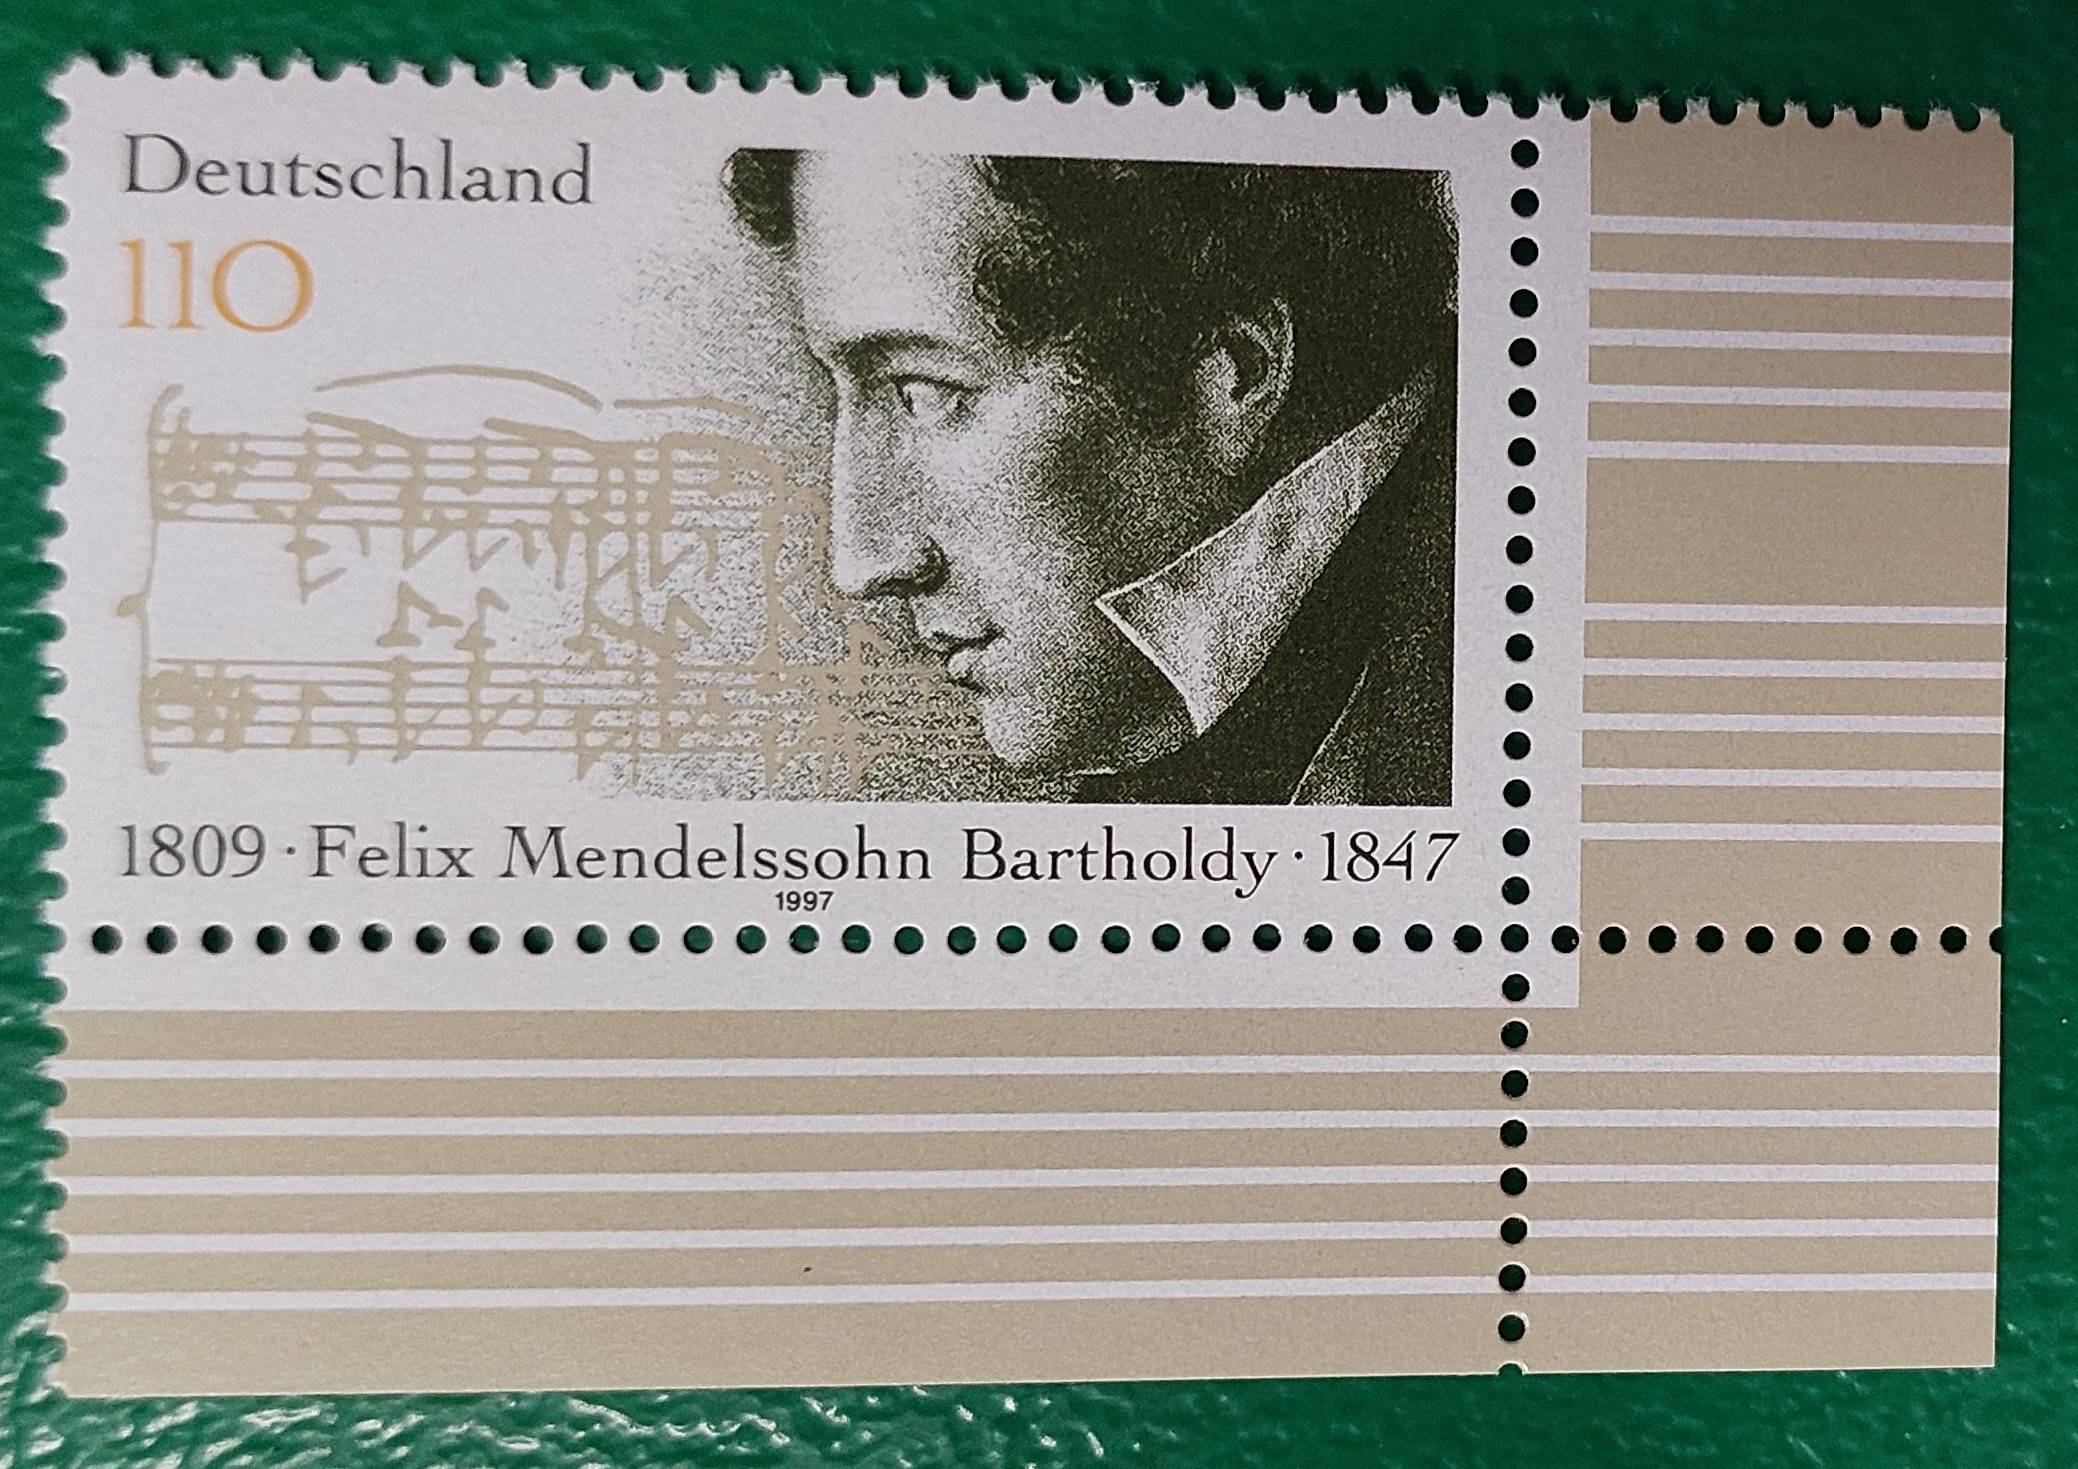 Deutschland
110
1809 · Felix Mendelssohn Bartholdy · 1847
1997